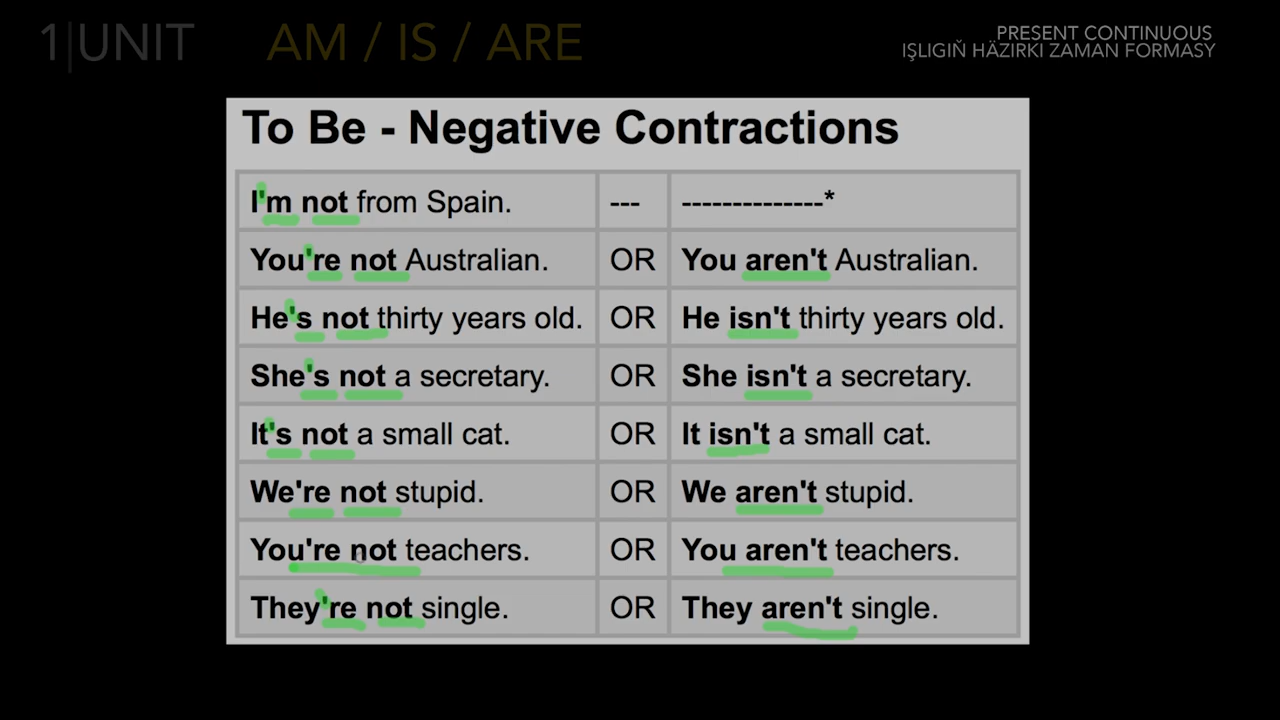 1|UNIT AM / IS / ARE
PRESENT CONTINUOUS
IŞLIGIŇ HÄZIRKI ZAMAN FORMASY
To Be - Negative Contractions
I'm not from Spain. --- --------------*
You're not Australian. OR You aren't Australian.
He's not thirty years old. OR He isn't thirty years old.
She's not a secretary. OR She isn't a secretary.
It's not a small cat. OR It isn't a small cat.
We're not stupid. OR We aren't stupid.
You're not teachers. OR You aren't teachers.
They're not single. OR They aren't single.